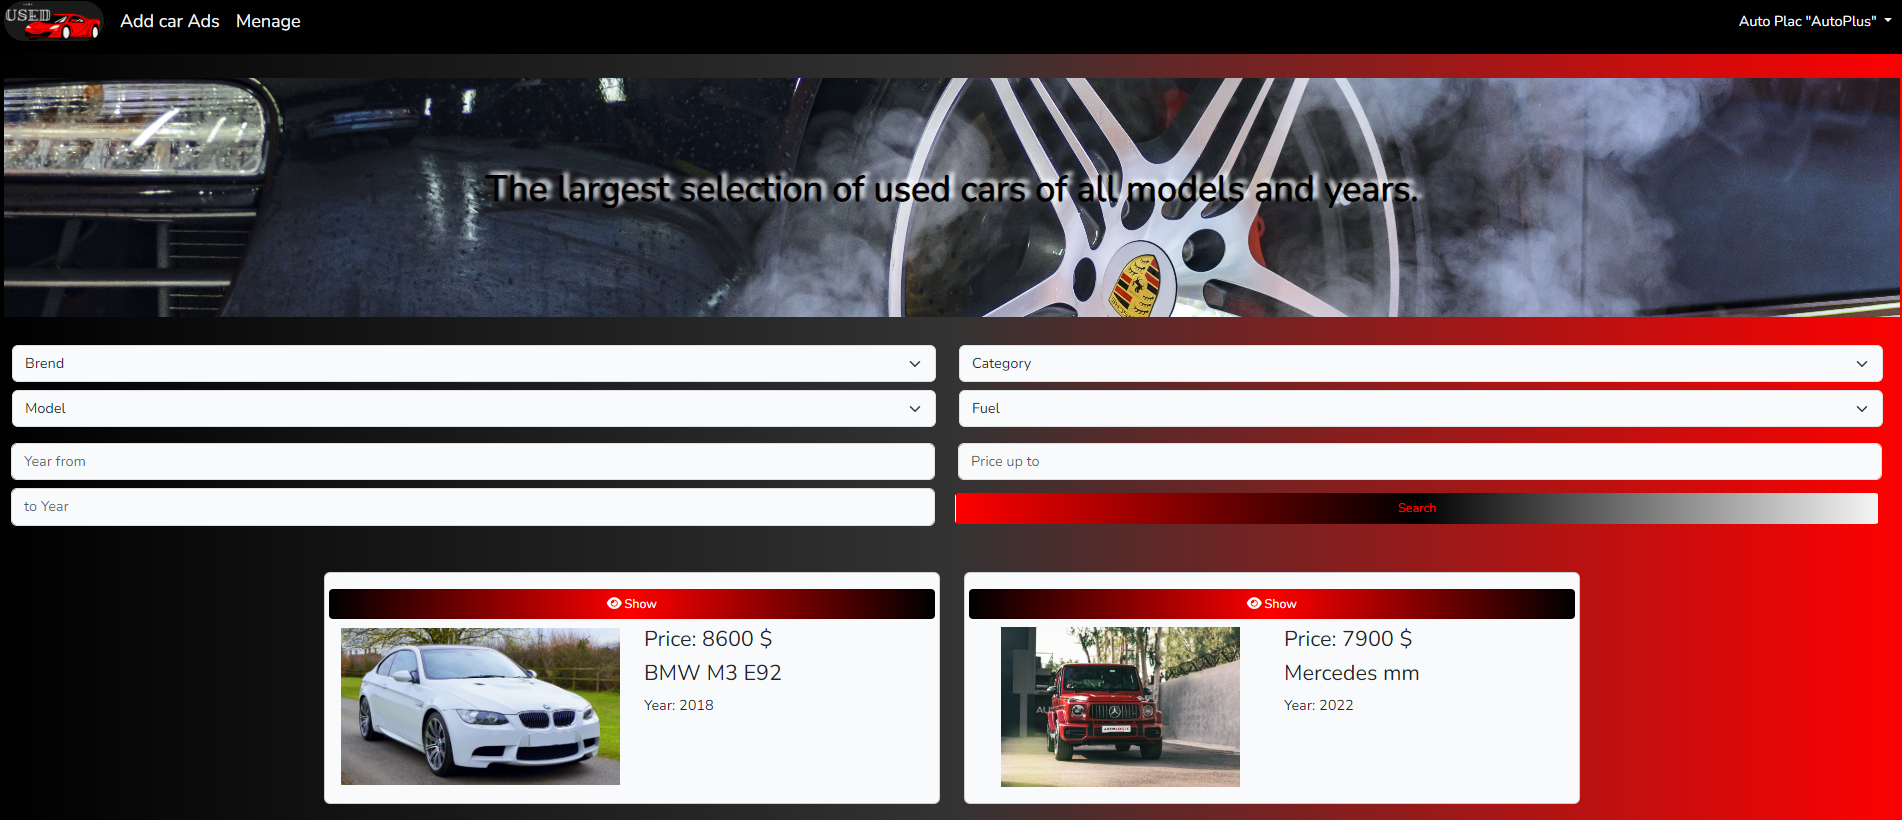 USED
Add car Ads
Menage
Auto Plac "AutoPlus"
The largest selection of used cars of all models and years.
Brend
Category
Model
Fuel
Year from
Price up to
to Year
Search
Show
Price: 8600 $
BMW M3 E92
Year: 2018
Show
Price: 7900 $
Mercedes mm
Year: 2022